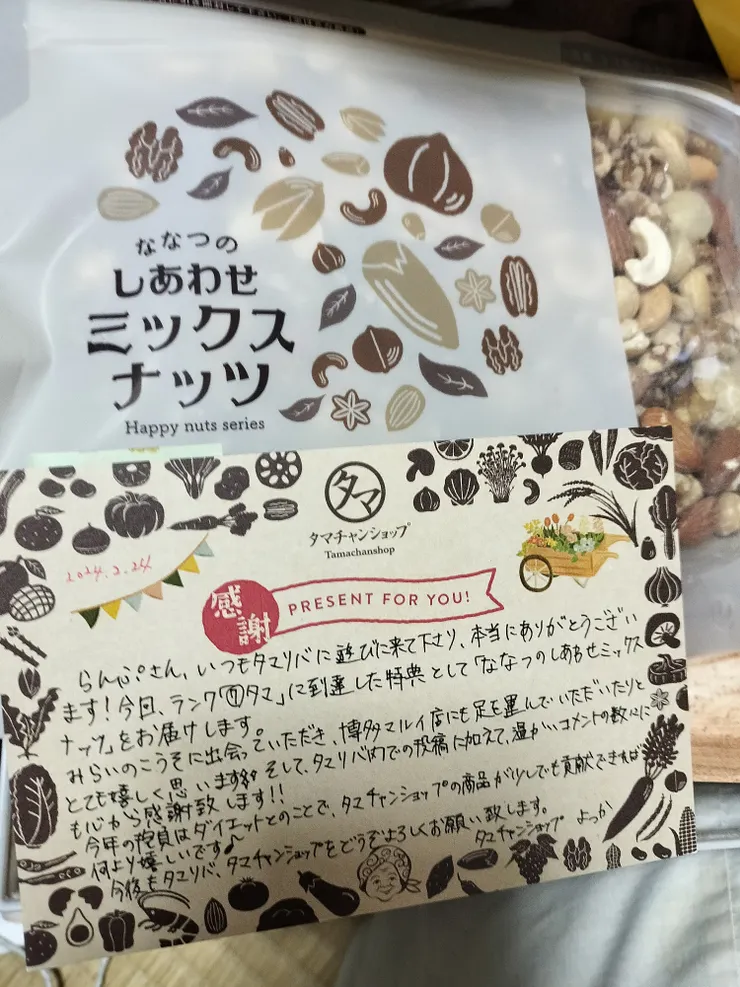 ななつの
しあわせ
ミックス
ナッツ
Happy nuts series
タマ
タマチャンショップ
Tamachanshop
2024.2.24
感謝
PRESENT FOR YOU!
らんぷさん、いつもタマリバに遊びに来て下さり、本当にありがとうござい
ます！今回、ランク「百タマ」に到達した特典として「ななつのしあわせミックス
ナッツ」をお届けします。
みらいのこうそに出会っていただき、博多マルイ店にも足を運んでいただいたりと
とても嬉しく思います そして、タマリバ内での投稿に加えて、温かいコメントの数々に
も心から感謝致します!!
今年の抱負はダイエットとのことで、タマチャンショップの商品が少しでも貢献できれば
何より嬉しいです♪
今後もタマリバ、タマチャンショップをどうぞよろしくお願い致します。
タマチャンショップ よっか